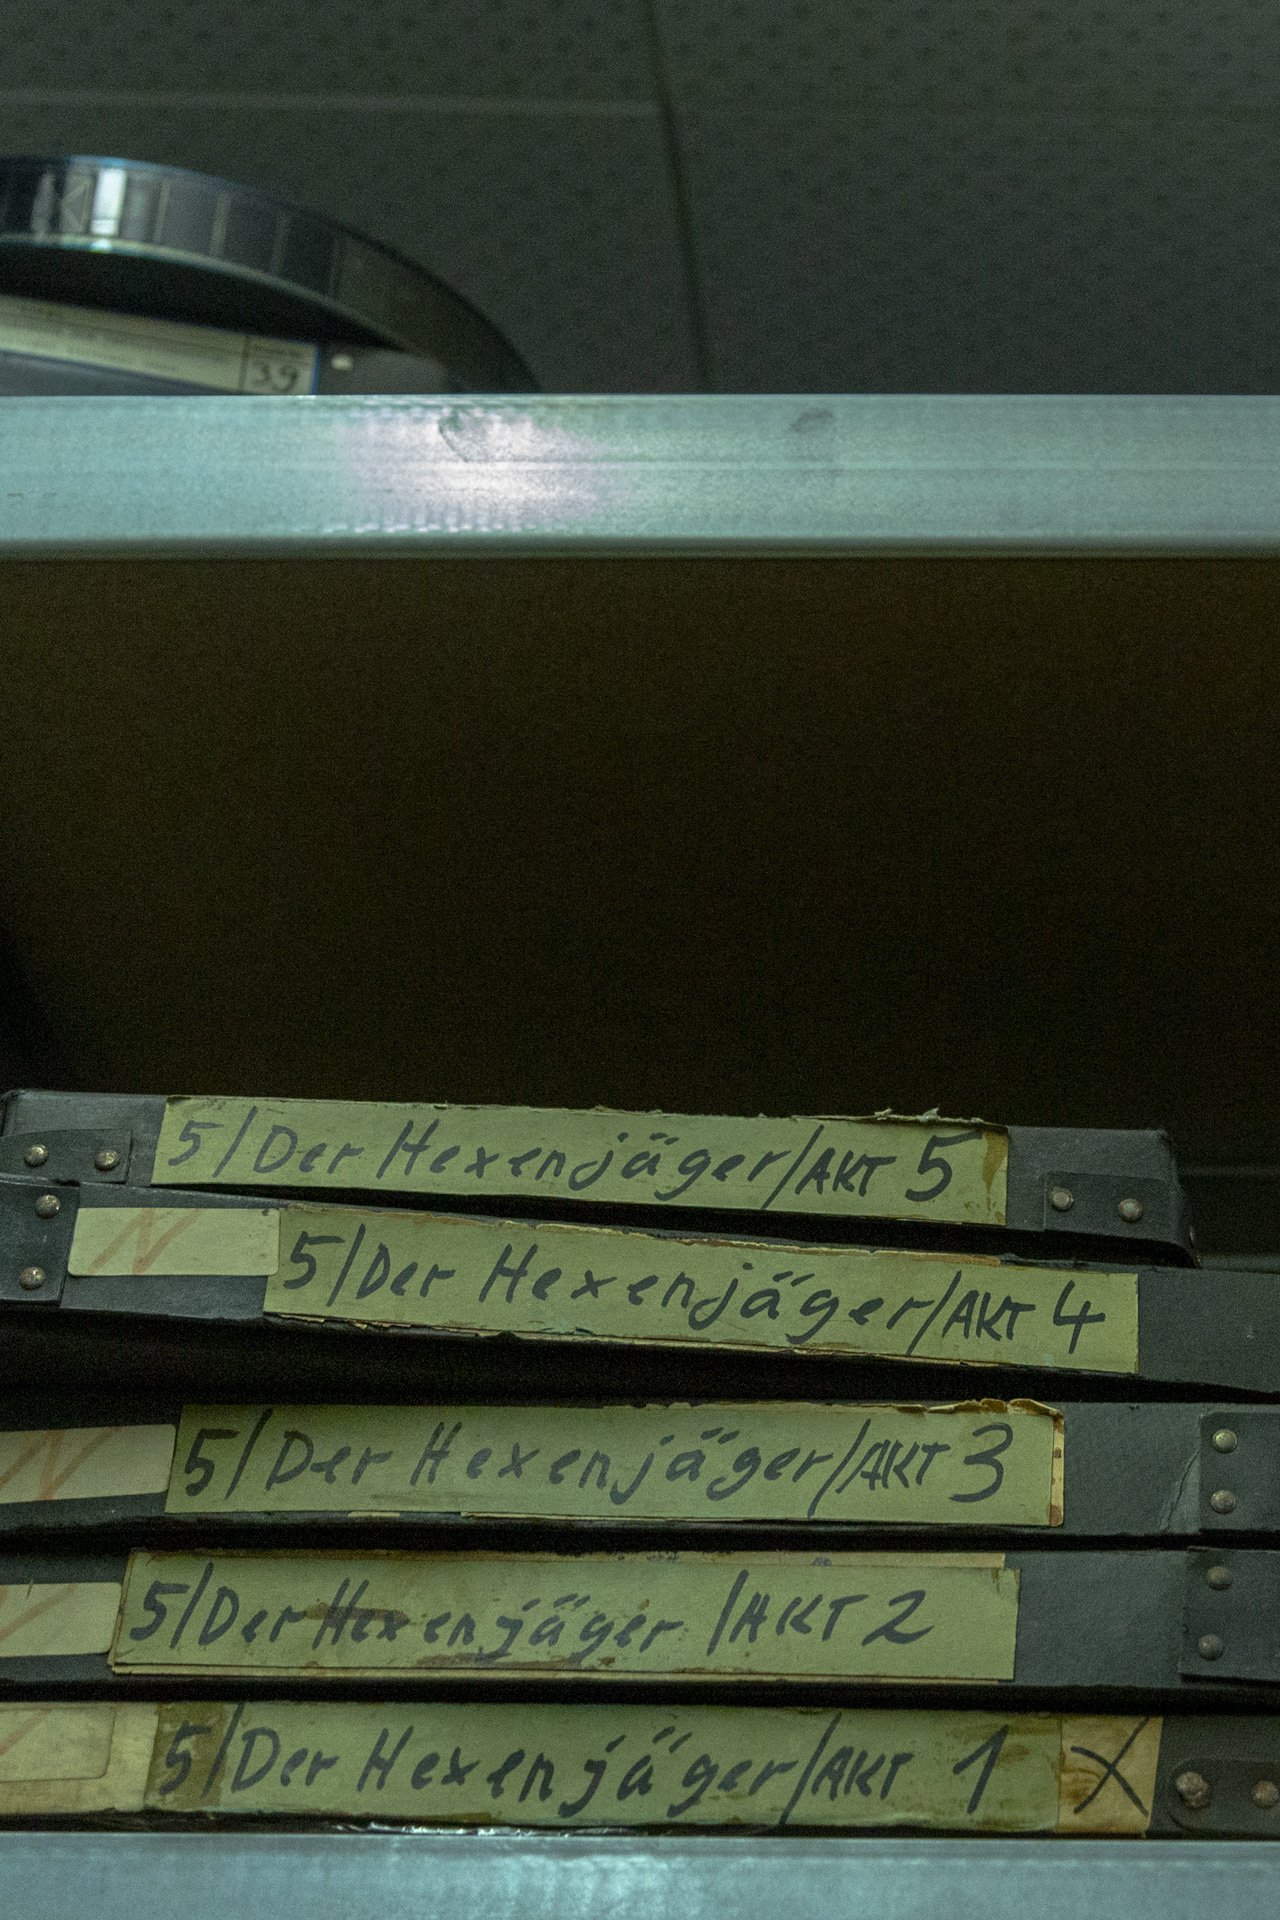 39
5/Der Hexenjäger/AKT 5
N
5/Der Hexenjäger/AKT 4
N
5/Der Hexenjäger/AKT 3
5/Der Hexenjäger/AKT 2
5/Der Hexenjäger/AKT 1 X